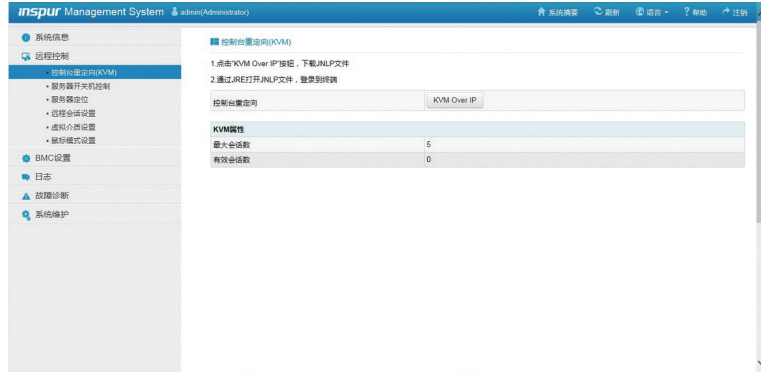 inspur Management System admin(Administrator) 系统摘要 刷新 语言 ? 帮助 注销
系统信息
远程控制
• 控制台重定向(KVM)
• 服务器开关机控制
• 服务器定位
• 远程会话设置
• 虚拟介质设置
• 鼠标模式设置
BMC设置
日志
故障诊断
系统维护
控制台重定向(KVM)
1.点击"KVM Over IP"按钮，下载JNLP文件
2.通过JRE打开JNLP文件，登录到终端
控制台重定向 KVM Over IP
KVM属性
最大会话数 5
有效会话数 0